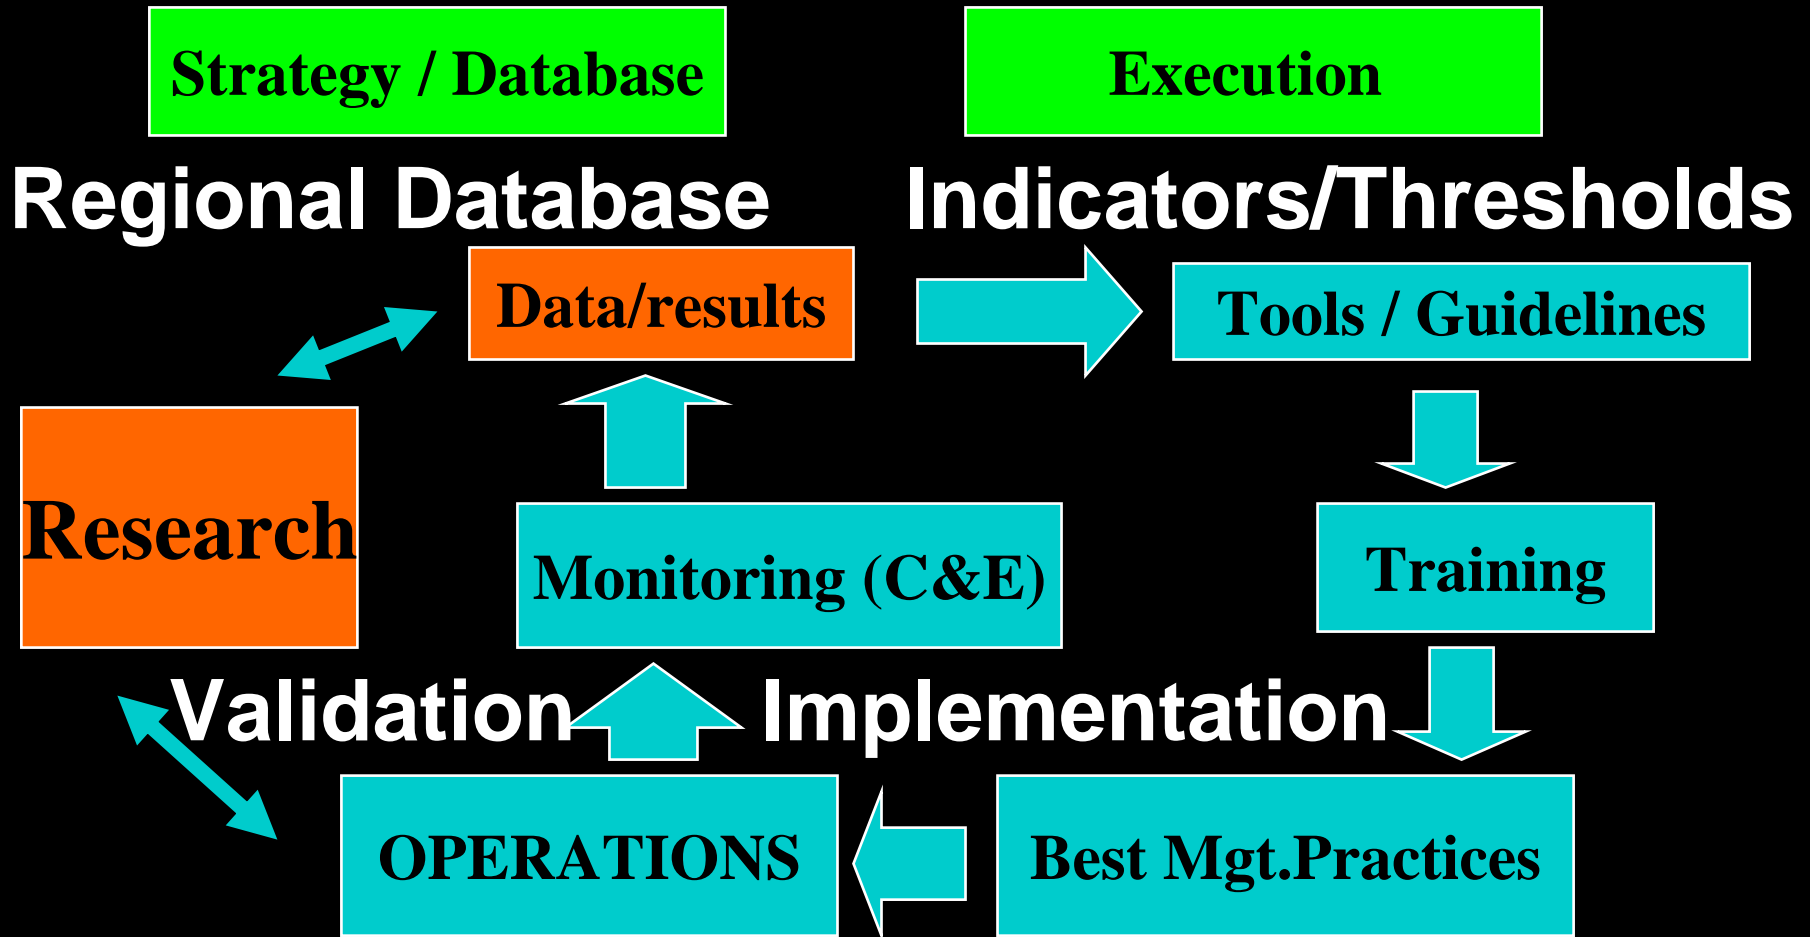 Strategy / Database
Execution
Regional Database
Indicators/Thresholds
Data/results
Tools / Guidelines
Research
Monitoring (C&E)
Training
Validation
Implementation
OPERATIONS
Best Mgt.Practices